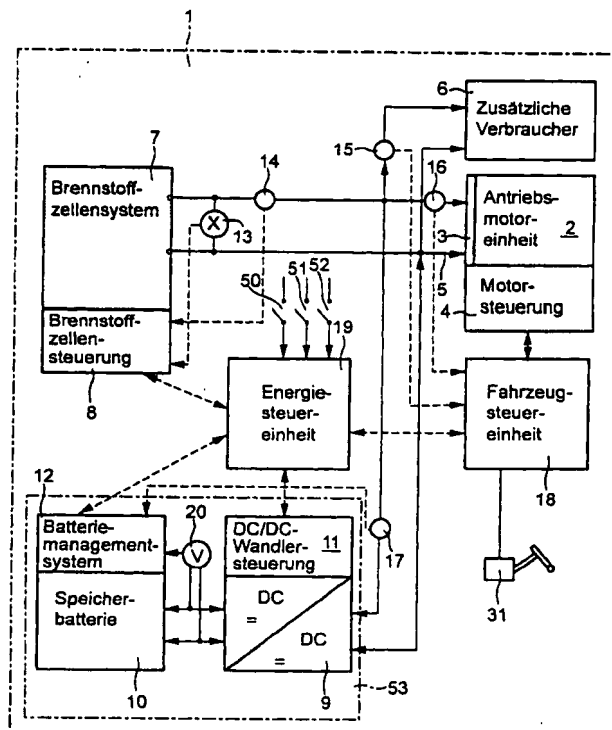 1
6
Zusätzliche
Verbraucher
7
Brennstoff-
zellensystem
14
15
16
X
13
3
Antriebs-
motor-
einheit
2
5
Motor-
steuerung
4
50
51
52
Brennstoff-
zellensteuerung
8
19
Energie-
steuer-
einheit
Fahrzeug-
steuer-
einheit
18
12
20
Batterie-
management-
system
V
DC/DC-
Wandler-
steuerung
11
17
31
Speicher-
batterie
DC
=
DC
=
10
9
53